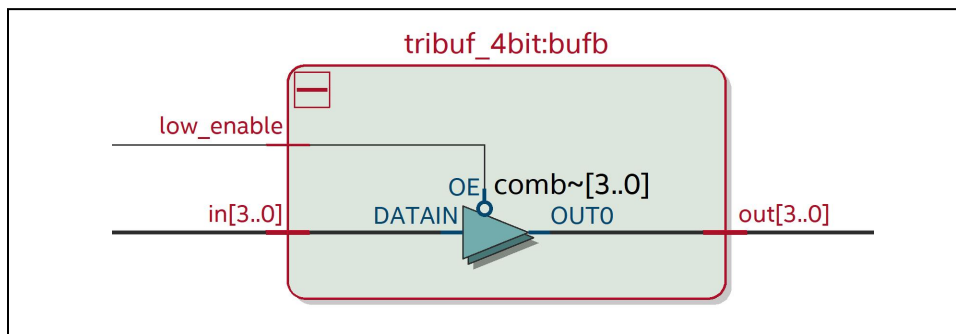 tribuf_4bit:bufb
low_enable
OE
comb~[3..0]
in[3..0]
DATAIN
OUT0
out[3..0]